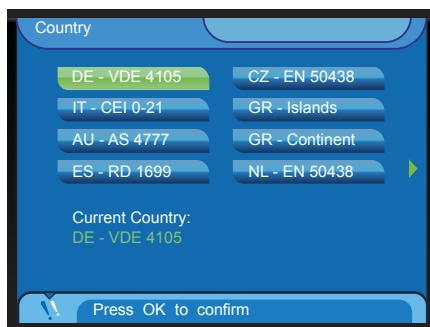 Country
DE - VDE 4105
CZ - EN 50438
IT - CEI 0-21
GR - Islands
AU - AS 4777
GR - Continent
ES - RD 1699
NL - EN 50438
Current Country:
DE - VDE 4105
Press OK to confirm